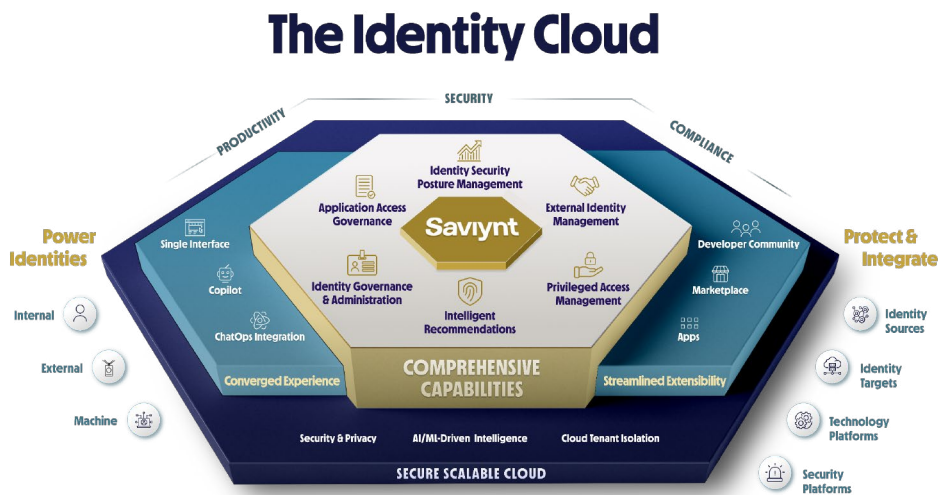 The Identity Cloud
SECURITY
PRODUCTIVITY
COMPLIANCE
Identity Security
Posture Management
Application Access
Governance
External Identity
Management
Saviynt
Identity Governance
& Administration
Privileged Access
Management
Intelligent
Recommendations
COMPREHENSIVE
CAPABILITIES
Single Interface
Copilot
ChatOps Integration
Converged Experience
Developer Community
Marketplace
Apps
Streamlined Extensibility
Security & Privacy
AI/ML-Driven Intelligence
Cloud Tenant Isolation
SECURE SCALABLE CLOUD
Power
Identities
Internal
External
Machine
Protect &
Integrate
Identity
Sources
Identity
Targets
Technology
Platforms
Security
Platforms